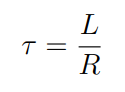 τ = L/R